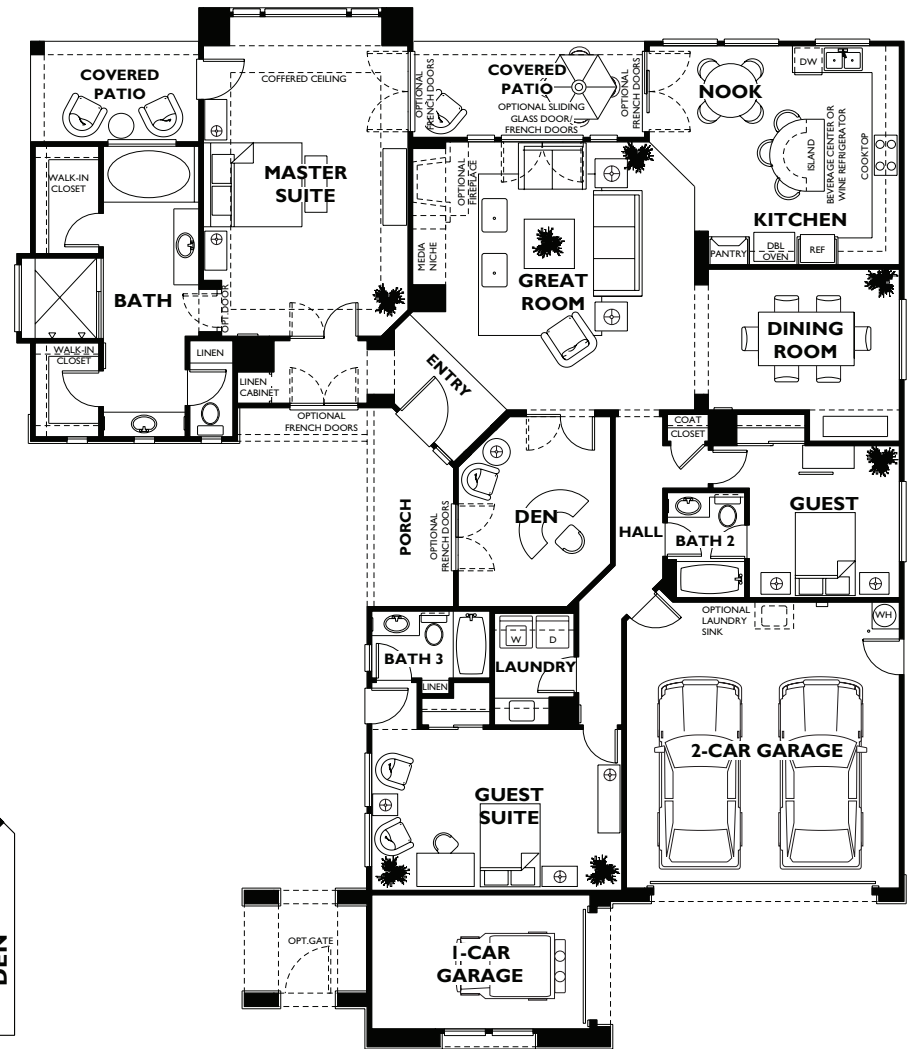 COVERED
PATIO
COFFERED CEILING
OPTIONAL
FRENCH DOORS
COVERED
PATIO
OPTIONAL SLIDING
GLASS DOOR/
FRENCH DOORS
OPTIONAL
FRENCH DOORS
DW
NOOK
ISLAND
BEVERAGE CENTER OR
WINE REFRIGERATOR
COOKTOP
WALK-IN
CLOSET
MASTER
SUITE
OPTIONAL
FIREPLACE
KITCHEN
MEDIA
NICHE
PANTRY
DBL
OVEN
REF
GREAT
ROOM
BATH
OPT.DOOR
DINING
ROOM
WALK-IN
CLOSET
LINEN
LINEN
CABINET
ENTRY
OPTIONAL
FRENCH DOORS
COAT
CLOSET
GUEST
PORCH
OPTIONAL
FRENCH DOORS
DEN
HALL
BATH 2
OPTIONAL
LAUNDRY
SINK
WH
W
D
BATH 3
LAUNDRY
LINEN
2-CAR GARAGE
GUEST
SUITE
OPT.GATE
1-CAR
GARAGE
DEN